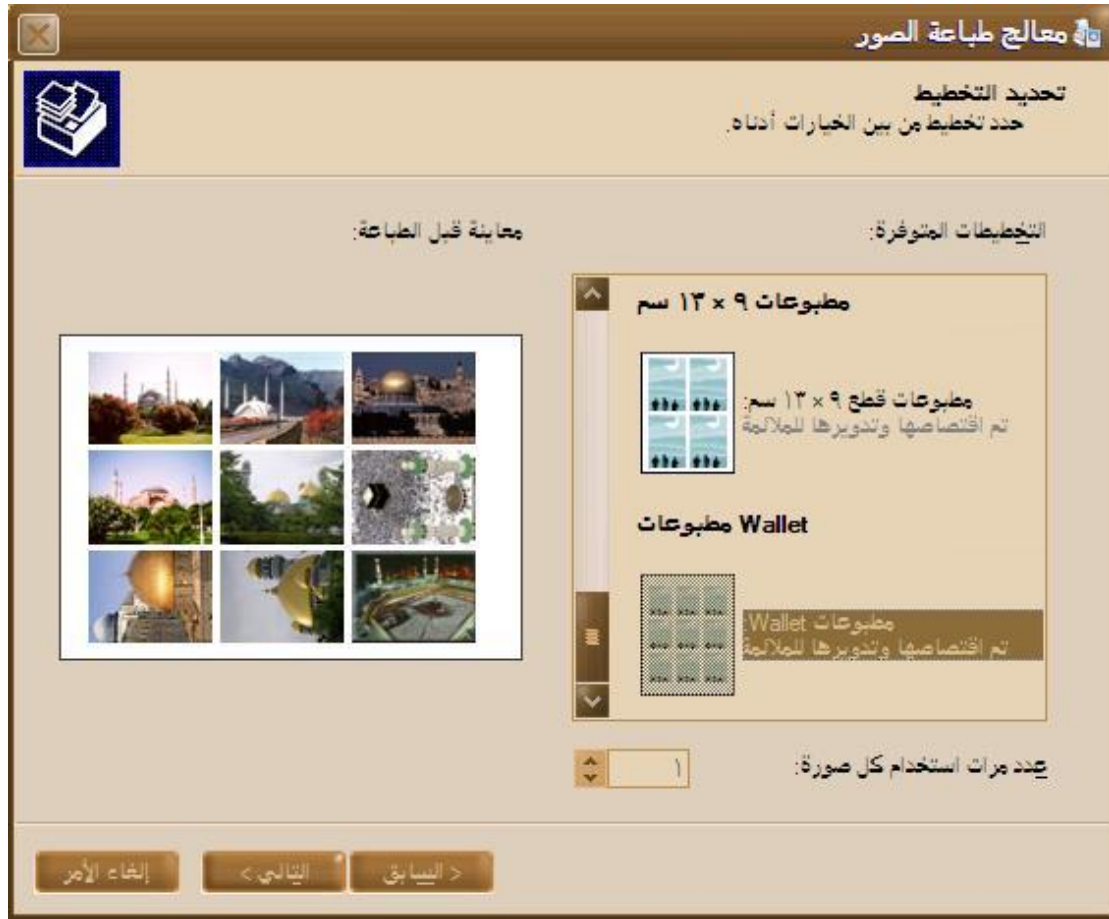 معالج طباعة الصور
تحديد التخطيط
حدد تخطيط من بين الخيارات أدناه.
التخطيطات المتوفرة:
معاينة قبل الطباعة:
مطبوعات ٩ × ١٣ سم
مطبوعات قطع ٩ × ١٣ سم:
تم اقتصاصها وتدويرها للملائمة
Wallet مطبوعات
مطبوعات Wallet:
تم اقتصاصها وتدويرها للملائمة
عدد مرات استخدام كل صورة:
١
< السابق
التالي >
إلغاء الأمر